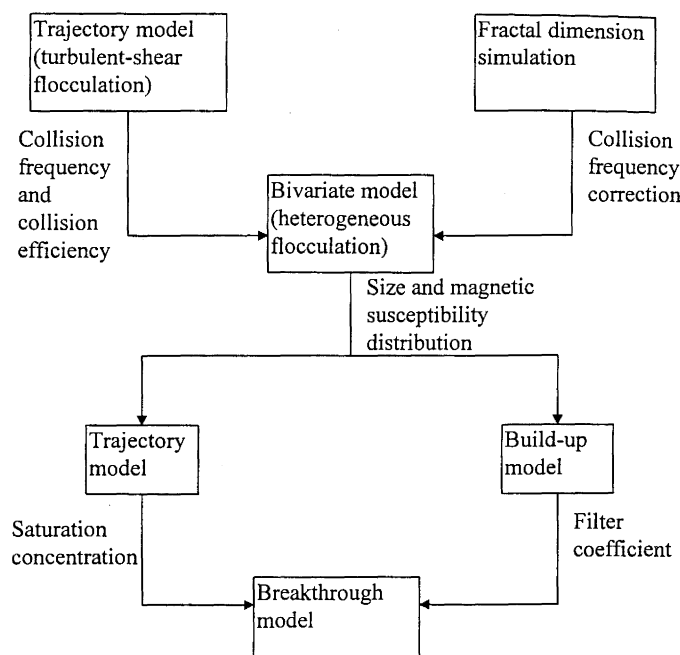 Trajectory model
(turbulent-shear
flocculation)
Fractal dimension
simulation
Collision
frequency
and
collision
efficiency
Collision
frequency
correction
Bivariate model
(heterogeneous
flocculation)
Size and magnetic
susceptibility
distribution
Trajectory
model
Build-up
model
Saturation
concentration
Filter
coefficient
Breakthrough
model